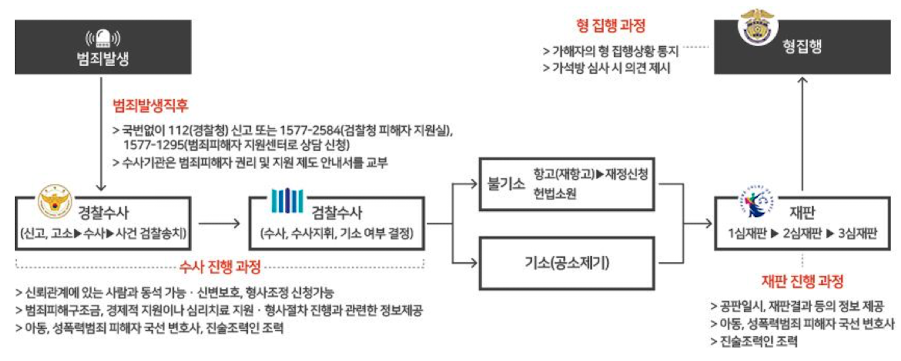 범죄발생
형 집행 과정
> 가해자의 형 집행상황 통지
> 가석방 심사 시 의견 제시
형집행
범죄발생직후
> 국번없이 112(경찰청) 신고 또는 1577-2584(검찰청 피해자 지원실),
1577-1295(범죄피해자 지원센터로 상담 신청)
> 수사기관은 범죄피해자 권리 및 지원 제도 안내서를 교부
경찰수사
(신고, 고소▶수사▶사건 검찰송치)
검찰수사
(수사, 수사지휘, 기소 여부 결정)
불기소
항고(재항고)▶재정신청
헌법소원
기소(공소제기)
재판
1심재판 ▶ 2심재판 ▶ 3심재판
수사 진행 과정
> 신뢰관계에 있는 사람과 동석 가능 · 신변보호, 형사조정 신청가능
> 범죄피해구조금, 경제적 지원이나 심리치료 지원 · 형사절차 진행과 관련한 정보제공
> 아동, 성폭력범죄 피해자 국선 변호사, 진술조력인 조력
재판 진행 과정
> 공판일시, 재판결과 등의 정보 제공
> 아동, 성폭력범죄 피해자 국선 변호사
> 진술조력인 조력